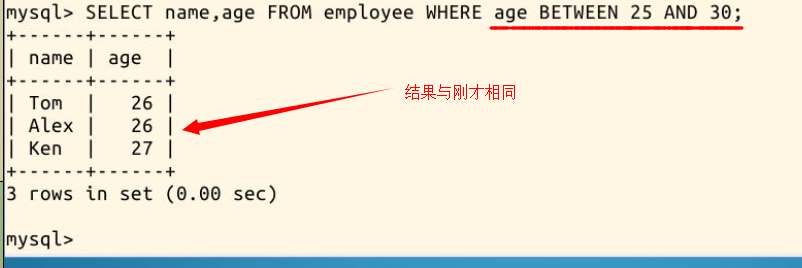 mysql> SELECT name,age FROM employee WHERE age BETWEEN 25 AND 30;
+------+------+
| name | age  |
+------+------+
| Tom  |   26 |
| Alex |   26 |
| Ken  |   27 |
+------+------+
结果与刚才相同
3 rows in set (0.00 sec)
mysql>